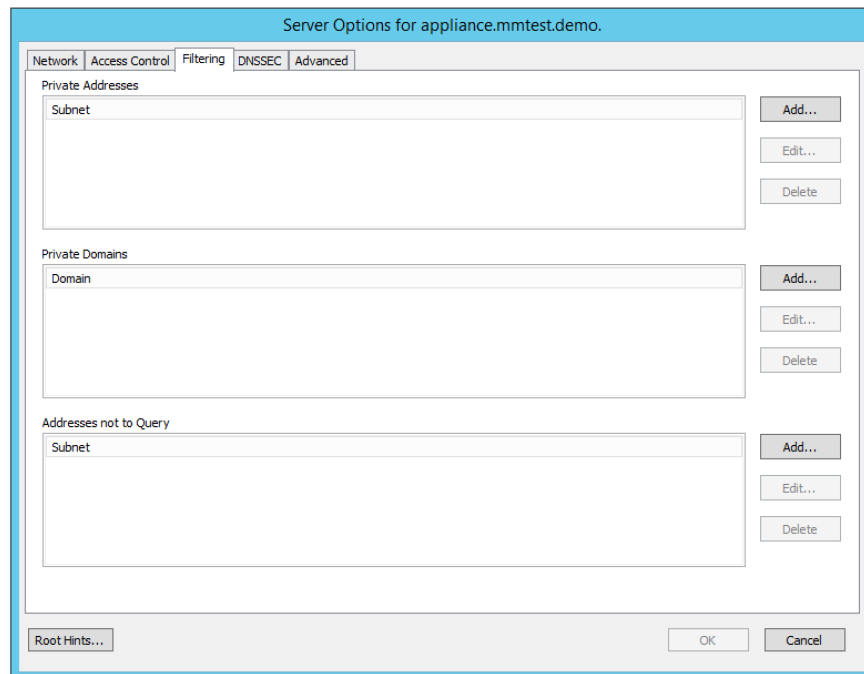 Server Options for appliance.mmtest.demo.
Network Access Control Filtering DNSSEC Advanced
Private Addresses
Subnet
Add...
Edit...
Delete
Private Domains
Domain
Add...
Edit...
Delete
Addresses not to Query
Subnet
Add...
Edit...
Delete
Root Hints... OK Cancel